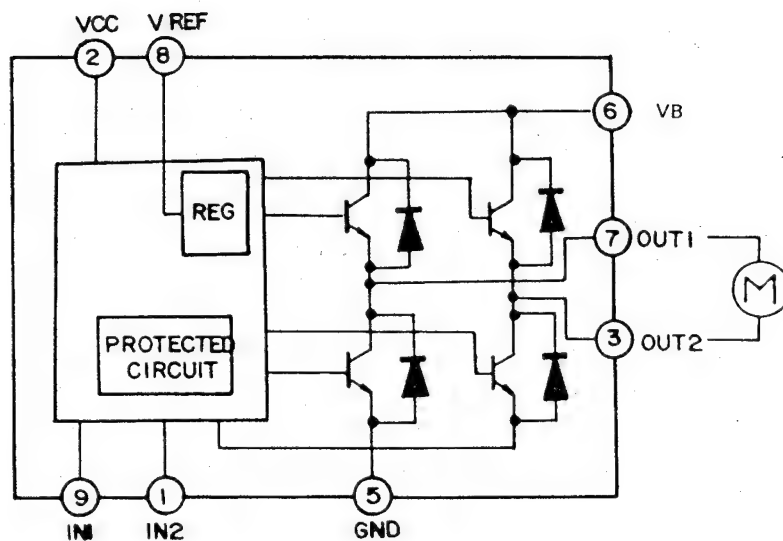 VCC V REF
2 8
6 VB
REG
7 OUT1
M
3 OUT2
PROTECTED
CIRCUIT
9 1 5
IN1 IN2 GND